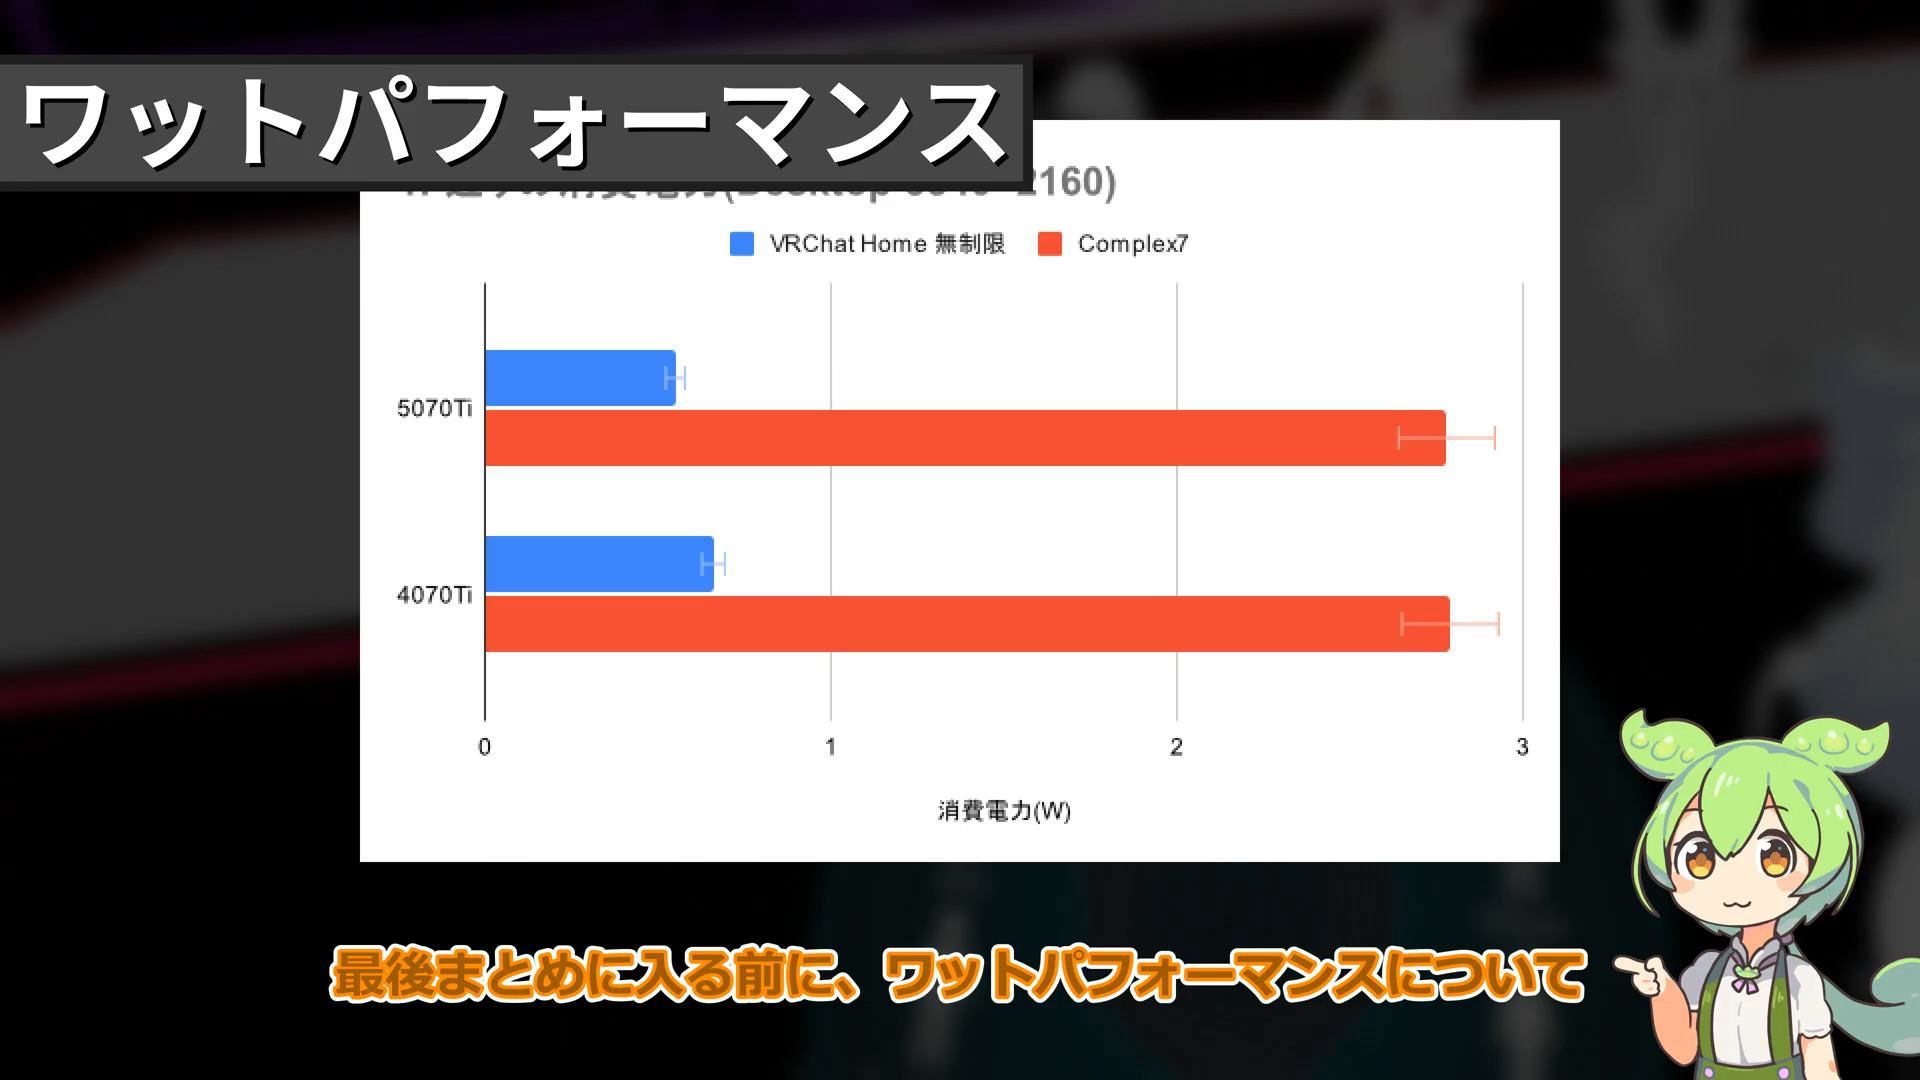 ワットパフォーマンス
2160)
VRChat Home 無制限
Complex7
5070Ti
4070Ti
0 1 2 3
消費電力(W)
最後まとめに入る前に、ワットパフォーマンスについて